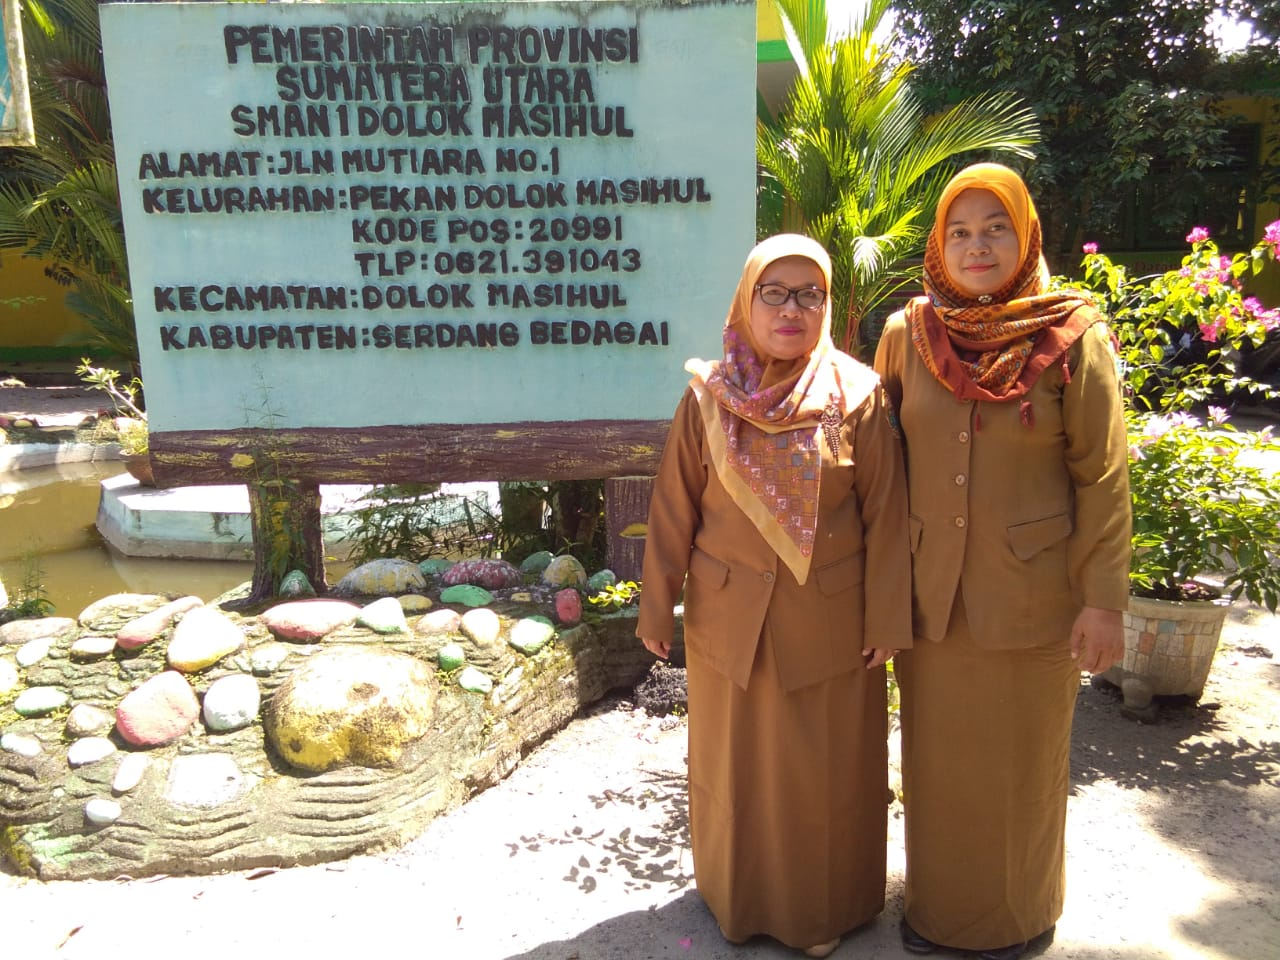 PEMERINTAH PROVINSI
SUMATERA UTARA
SMAN 1 DOLOK MASIHUL
ALAMAT:JLN MUTIARA NO.1
KELURAHAN:PEKAN DOLOK MASIHUL
KODE POS:20991
TLP:0621.391043
KECAMATAN:DOLOK MASIHUL
KABUPATEN:SERDANG BEDAGAI